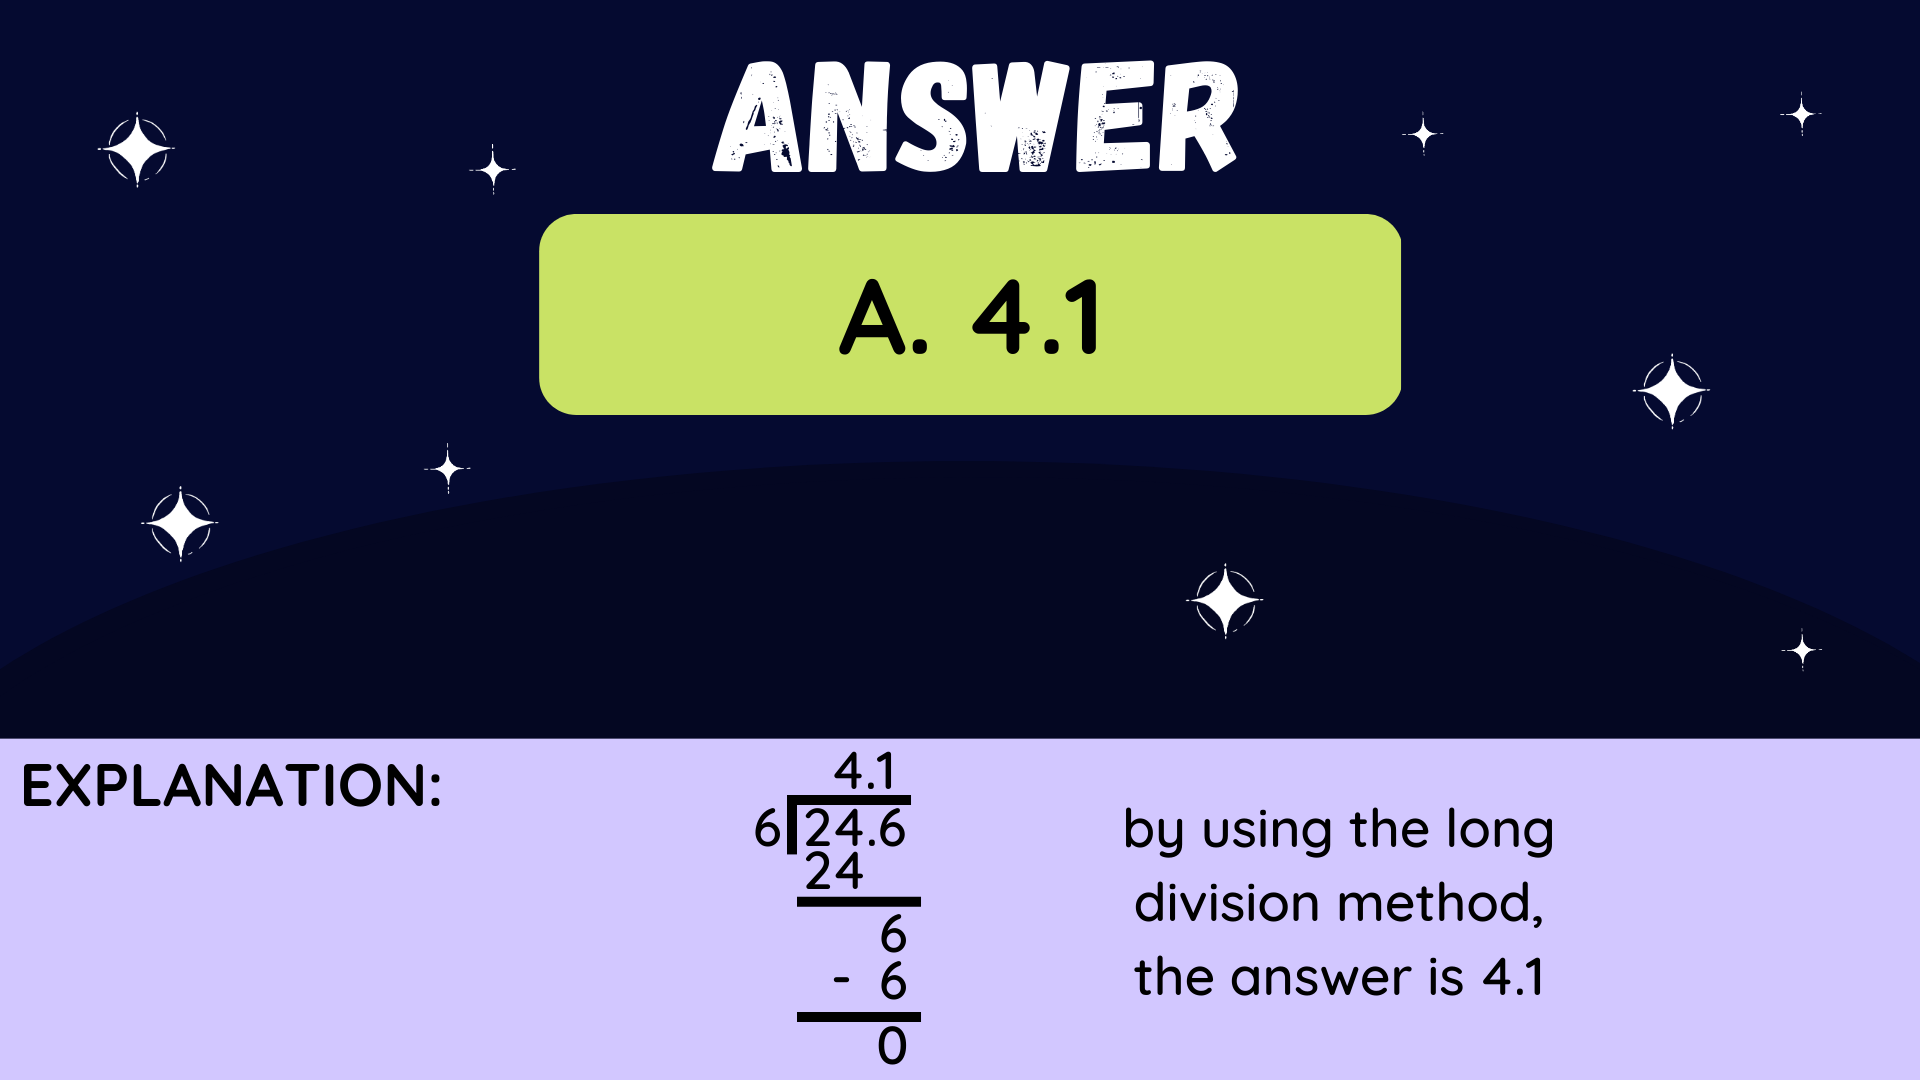 ANSWER
A. 4.1
EXPLANATION:
4.1
6 24.6
24
6
- 6
0
by using the long
division method,
the answer is 4.1